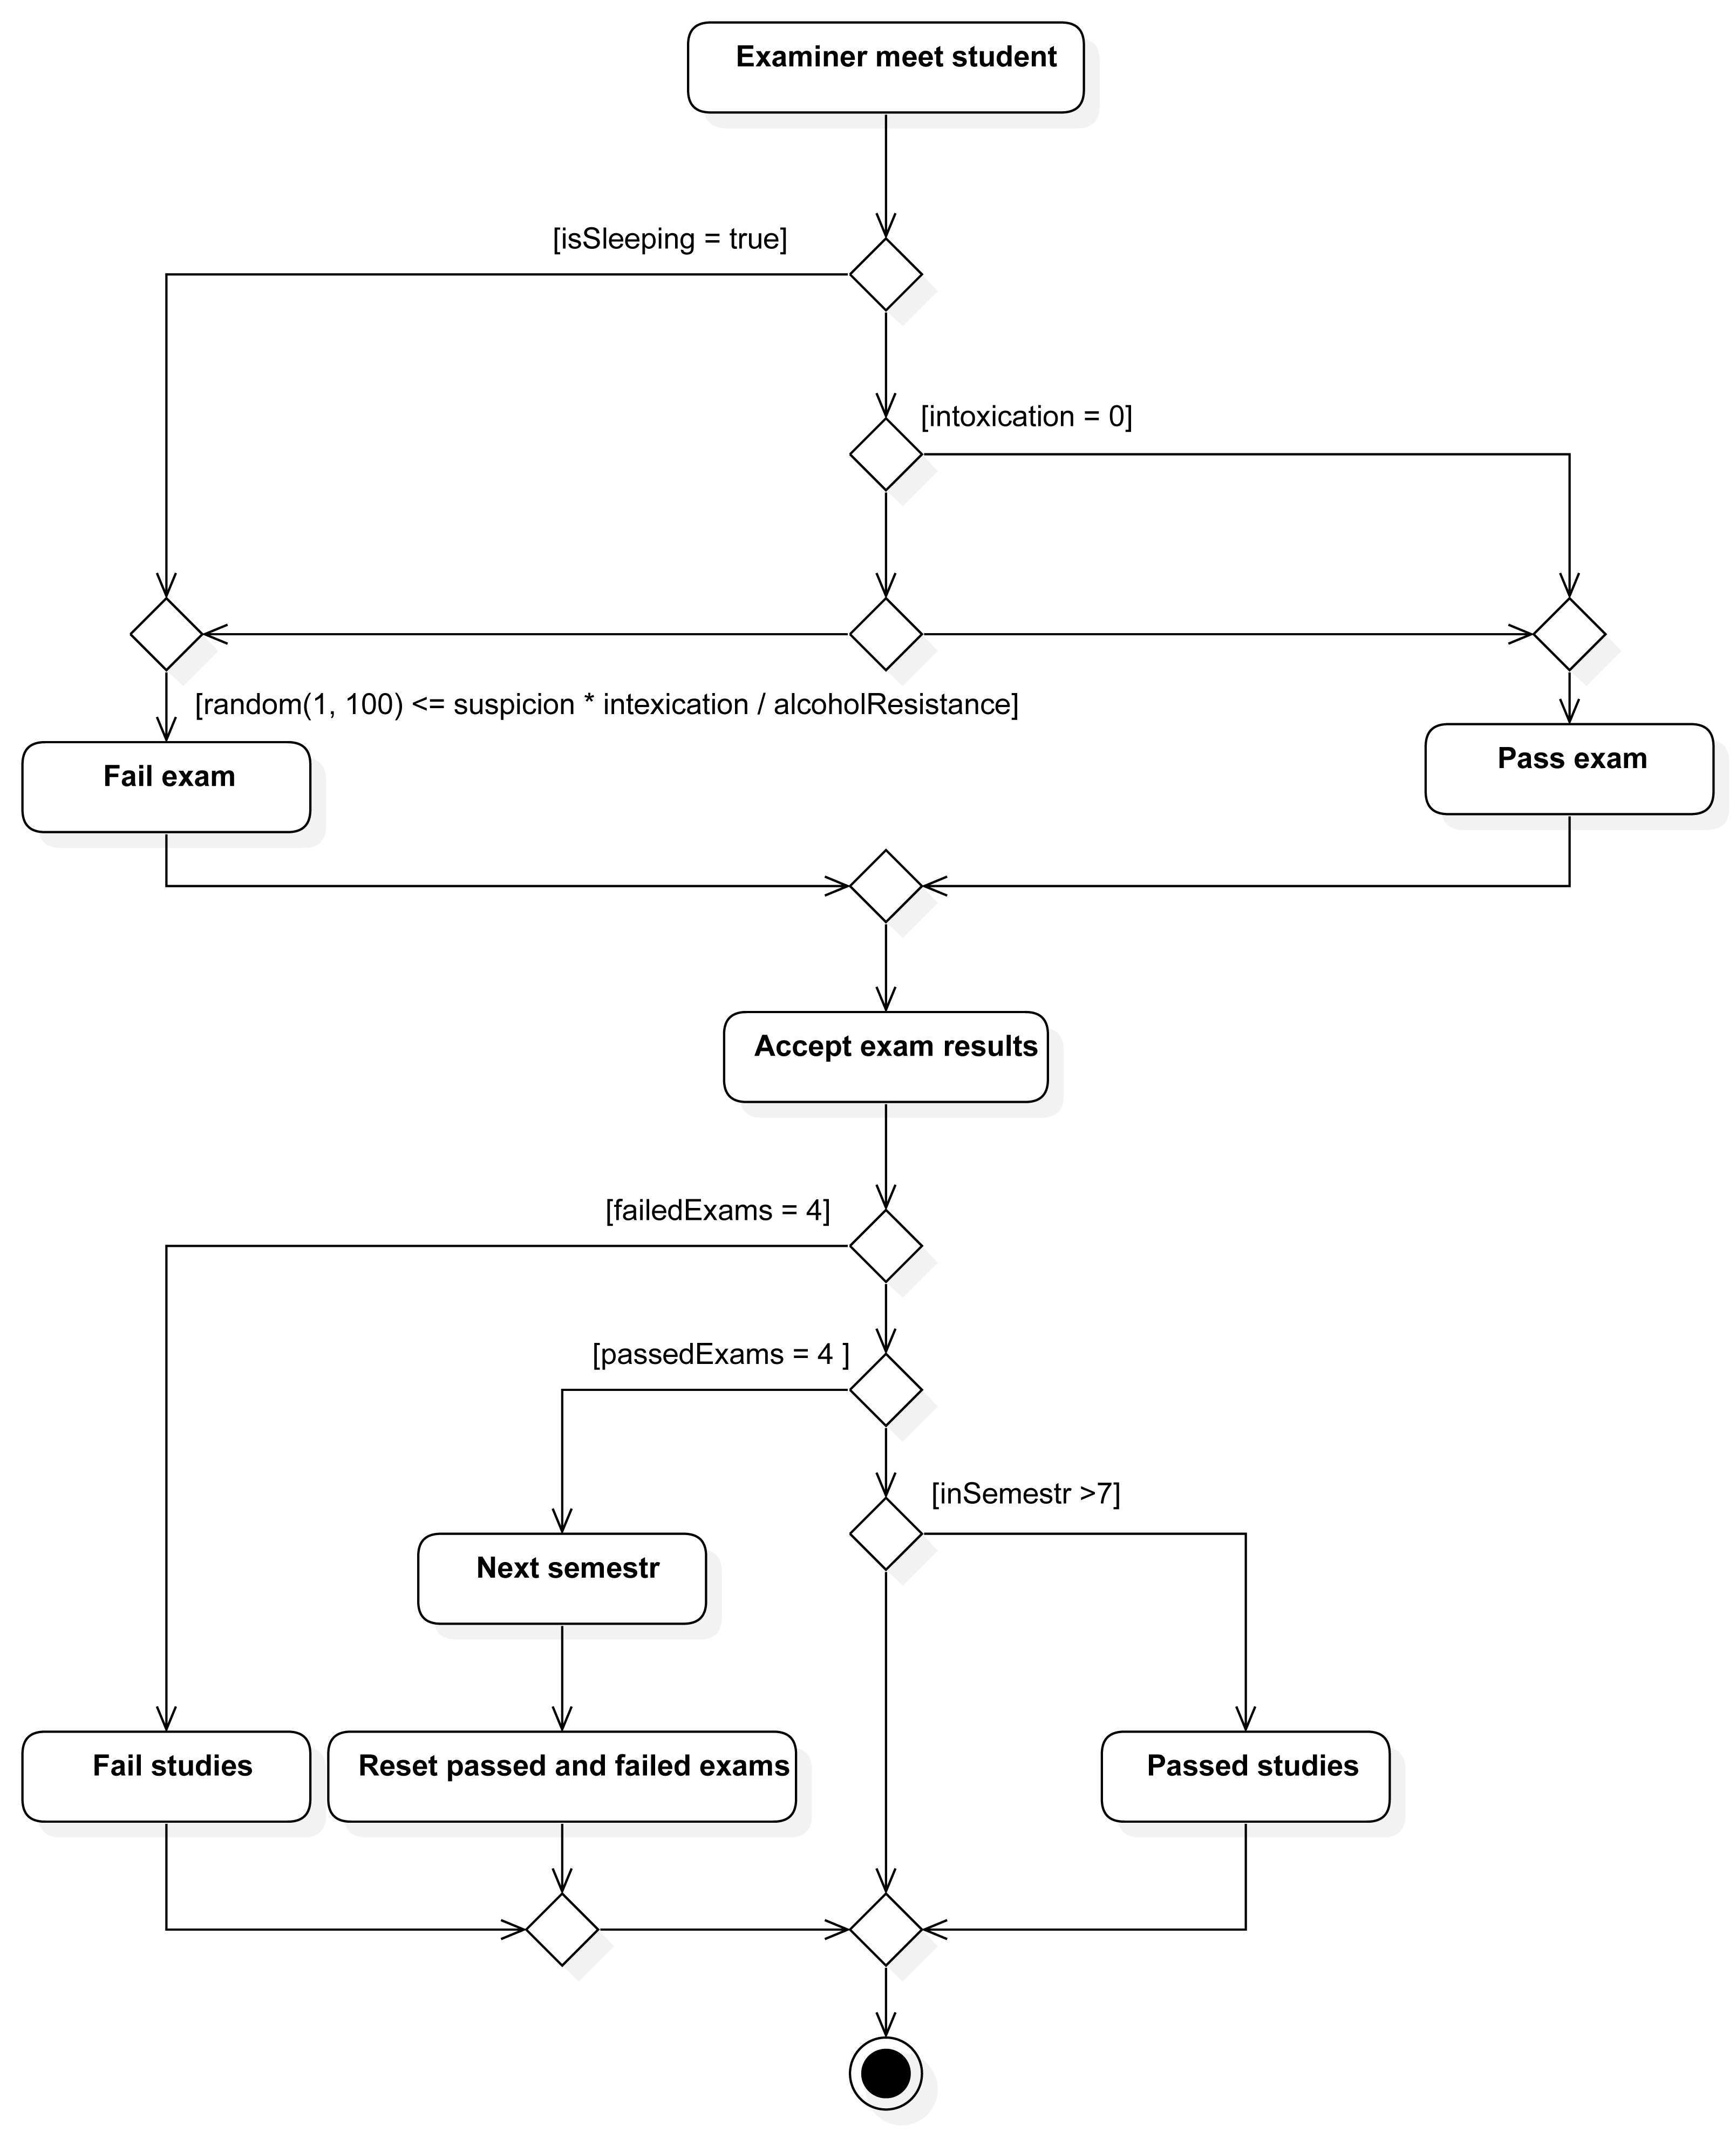 Examiner meet student
[isSleeping = true]
[intoxication = 0]
[random(1, 100) <= suspicion * intexication / alcoholResistance]
Fail exam
Pass exam
Accept exam results
[failedExams = 4]
[passedExams = 4 ]
[inSemestr >7]
Next semestr
Fail studies
Reset passed and failed exams
Passed studies